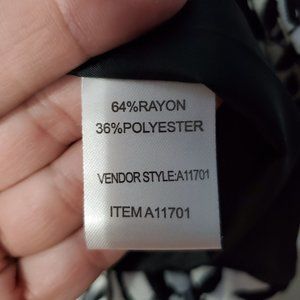 64%RAYON
36%POLYESTER
VENDOR STYLE:A11701
ITEM A11701